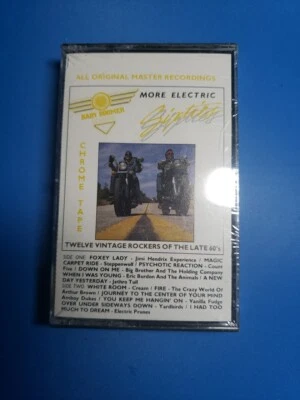 ALL ORIGINAL MASTER RECORDINGS
MORE ELECTRIC
Sixties
CHROME TAPE
TWELVE VINTAGE ROCKERS OF THE LATE 60's
SIDE ONE FOXEY LADY - Jimi Hendrix Experience / MAGIC
CARPET RIDE - Steppenwolf / PSYCHOTIC REACTION - Count
Five / DOWN ON ME - Big Brother And The Holding Company
WHEN I WAS YOUNG - Eric Burdon And The Animals / A NEW
DAY YESTERDAY - Jethro Tull
SIDE TWO WHITE ROOM - Cream / FIRE - The Crazy World Of
Arthur Brown / JOURNEY TO THE CENTER OF YOUR MIND
Amboy Dukes / YOU KEEP ME HANGIN' ON - Vanilla Fudge
OVER UNDER SIDEWAYS DOWN - Yardbirds / I HAD TOO
MUCH TO DREAM - Electric Prunes